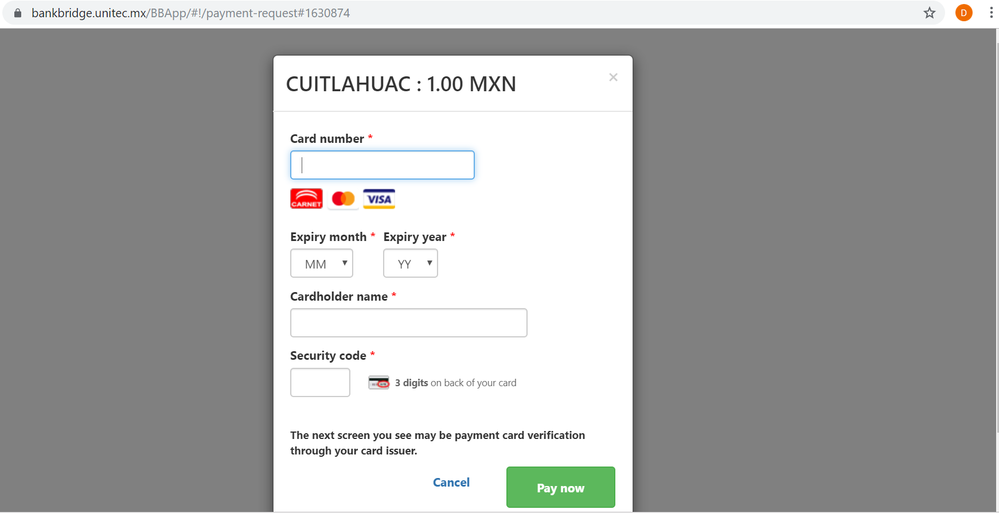 bankbridge.unitec.mx/BBApp/#!/payment-request#1630874
D
CUITLAHUAC : 1.00 MXN
×
Card number *
CARNET
VISA
Expiry month * Expiry year *
MM YY
Cardholder name *
Security code *
3 digits on back of your card
The next screen you see may be payment card verification
through your card issuer.
Cancel
Pay now